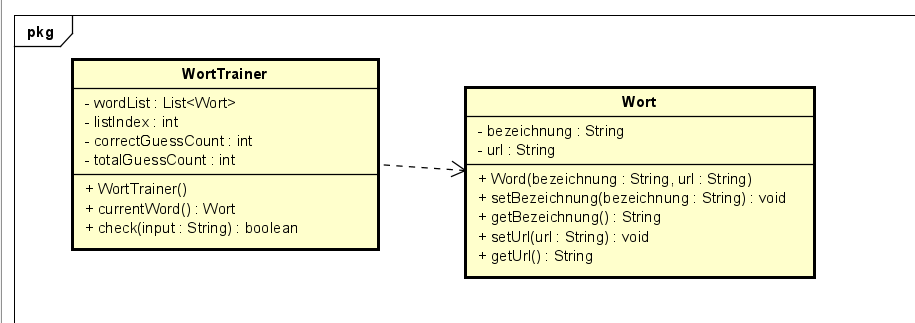 pkg
WortTrainer
- wordList : List<Wort>
- listIndex : int
- correctGuessCount : int
- totalGuessCount : int
+ WortTrainer()
+ currentWord() : Wort
+ check(input : String) : boolean
Wort
- bezeichnung : String
- url : String
+ Word(bezeichnung : String, url : String)
+ setBezeichnung(bezeichnung : String) : void
+ getBezeichnung() : String
+ setUrl(url : String) : void
+ getUrl() : String